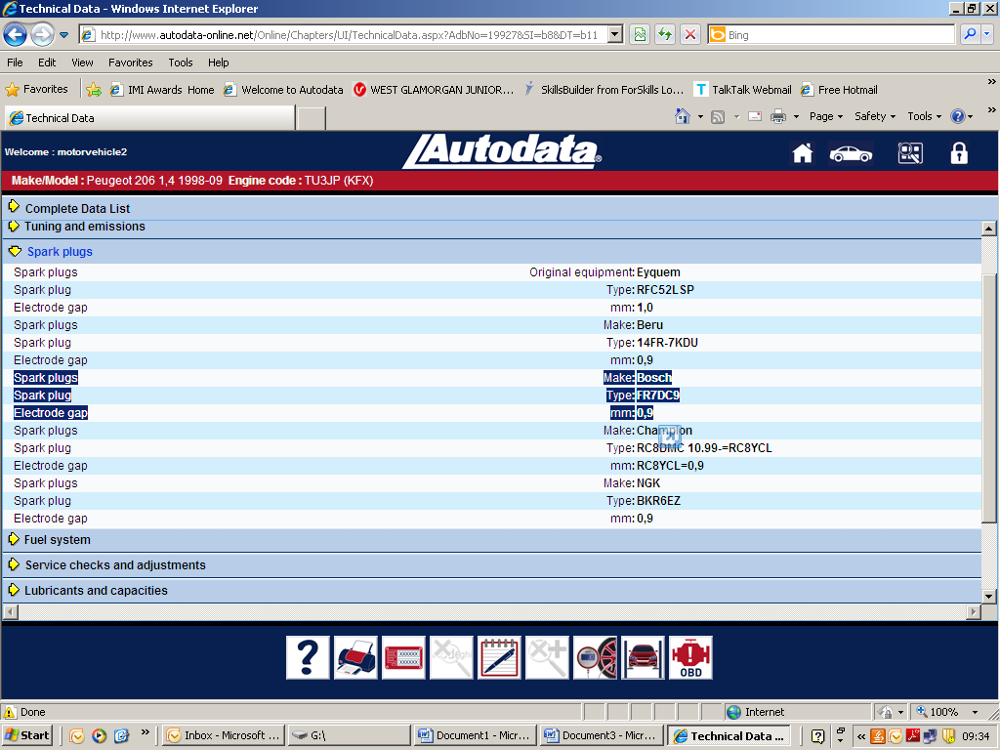 Technical Data - Windows Internet Explorer
http://www.autodata-online.net/Online/Chapters/UI/TechnicalData.aspx?AdbNo=19927&SI=b8&DT=b11
Bing
File Edit View Favorites Tools Help
Favorites IMI Awards Home Welcome to Autodata WEST GLAMORGAN JUNIOR... SkillsBuilder from ForSkills Lo... TalkTalk Webmail Free Hotmail
Technical Data Page Safety Tools
Welcome : motorvehicle2
Autodata
Make/Model : Peugeot 206 1,4 1998-09 Engine code : TU3JP (KFX)
Complete Data List
Tuning and emissions
Spark plugs
Spark plugs Original equipment: Eyquem
Spark plug Type: RFC52LSP
Electrode gap mm: 1,0
Spark plugs Make: Beru
Spark plug Type: 14FR-7KDU
Electrode gap mm: 0,9
Spark plugs Make: Bosch
Spark plug Type: FR7DC9
Electrode gap mm: 0,9
Spark plugs Make: Champion
Spark plug Type: RC8DMC 10.99-=RC8YCL
Electrode gap mm: RC8YCL=0,9
Spark plugs Make: NGK
Spark plug Type: BKR6EZ
Electrode gap mm: 0,9
Fuel system
Service checks and adjustments
Lubricants and capacities
OBD
Done Internet 100%
Start Inbox - Microsoft ... G:\ Document1 - Micr... Document3 - Micr... Technical Data ... 09:34